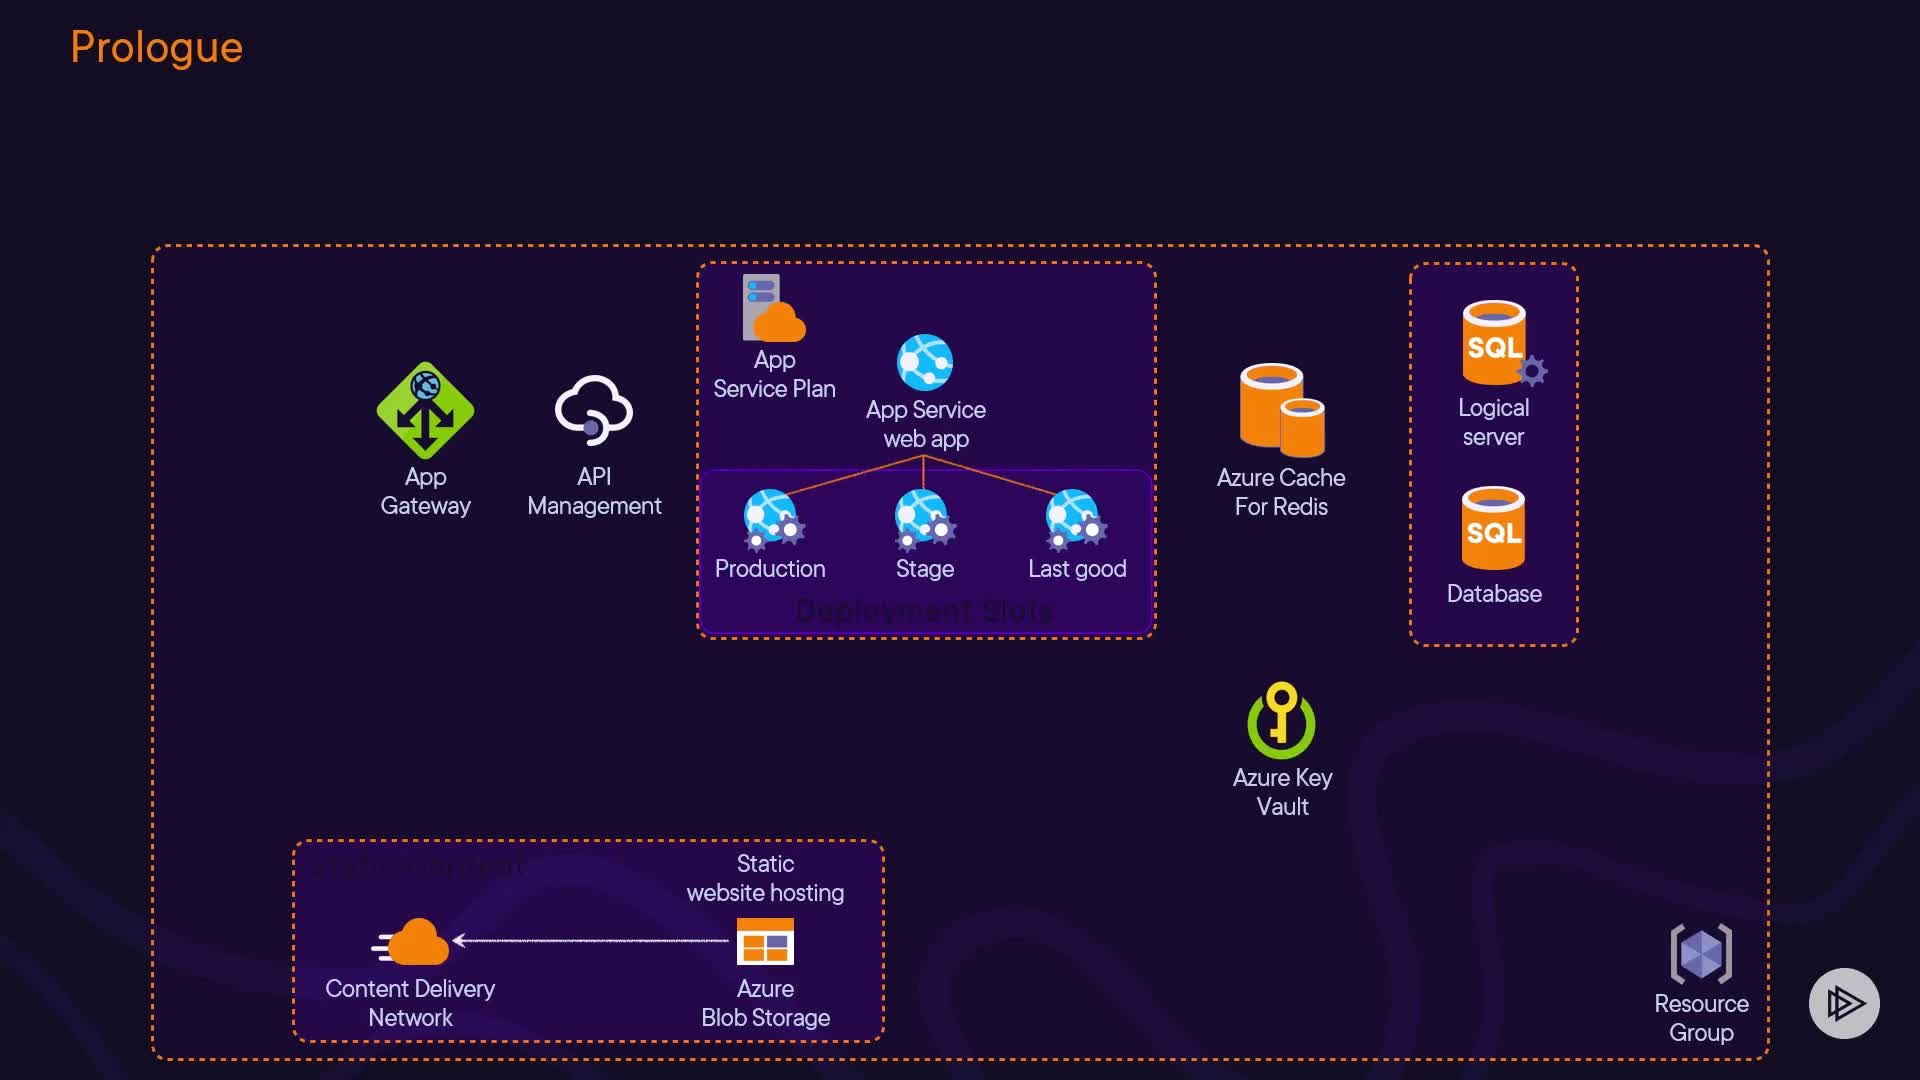 Prologue
App
Service Plan
App Service
web app
App
Gateway
API
Management
Production
Stage
Last good
Deployment Slots
Azure Cache
For Redis
SQL
Logical
server
SQL
Database
Azure Key
Vault
Static Content
Static
website hosting
Content Delivery
Network
Azure
Blob Storage
Resource
Group